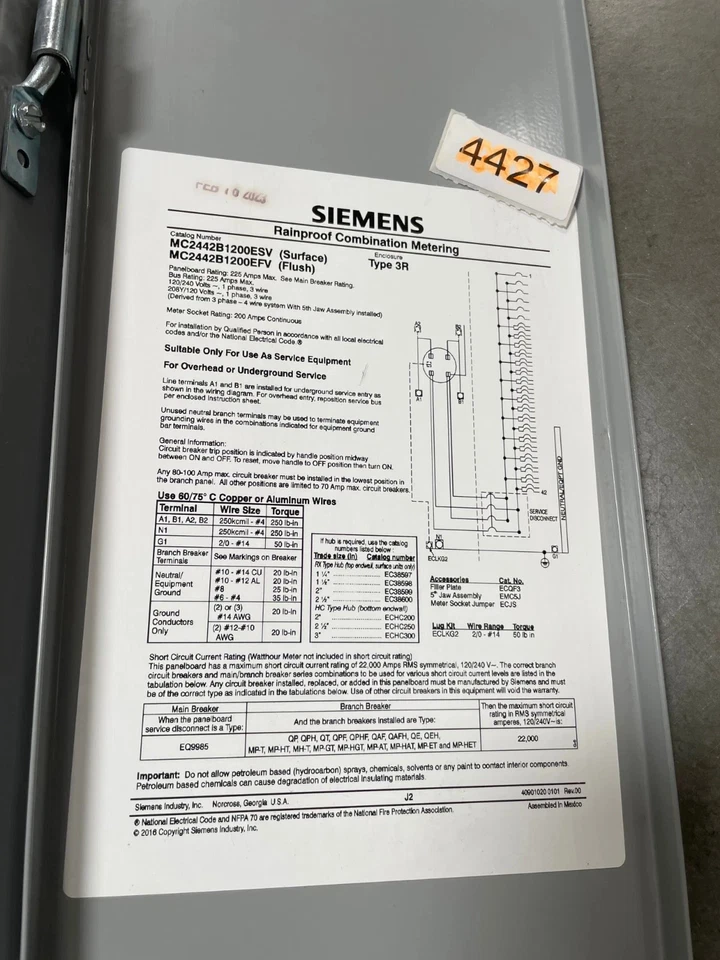 4427
FEB 10 2023
SIEMENS
Rainproof Combination Metering
Catalog Number
MC2442B1200ESV (Surface)
MC2442B1200EFV (Flush)
Enclosure
Type 3R
Panelboard Rating: 225 Amps Max. See Main Breaker Rating.
Bus Rating: 225 Amps Max.
120/240 Volts ~, 1 phase, 3 wire
208Y/120 Volts ~, 1 phase, 3 wire
(Derived from 3 phase – 4 wire system With 5th Jaw Assembly installed)
Meter Socket Rating: 200 Amps Continuous
For installation by Qualified Person in accordance with all local electrical
codes and/or the National Electrical Code.®
Suitable Only For Use As Service Equipment
For Overhead or Underground Service
Line terminals A1 and B1 are installed for underground service entry as
shown in the wiring diagram. For overhead entry, reposition service bus
per enclosed instruction sheet.
Unused neutral branch terminals may be used to terminate equipment
grounding wires in the combinations indicated for equipment ground
bar terminals.
General Information:
Circuit breaker trip position is indicated by handle position midway
between ON and OFF. To reset, move handle to OFF position then turn ON.
Any 80-100 Amp max. circuit breaker must be installed in the lowest position in
the branch panel. All other positions are limited to 70 Amp max. circuit breakers.
1
A1
B1
42
SERVICE
DISCONNECT
NEUTRAL/EQPT GND
N1
ECLKG2
G1
Use 60/75° C Copper or Aluminum Wires
Terminal Wire Size Torque
A1, B1, A2, B2 250kcmil - #4 250 lb-in
N1 250kcmil - #4 250 lb-in
G1 2/0 - #14 50 lb-in
Branch Breaker
Terminals See Markings on Breaker
Neutral/
Equipment
Ground
#10 - #14 CU 20 lb-in
#10 - #12 AL 20 lb-in
#8 25 lb-in
#6 - #4 35 lb-in
Ground
Conductors
Only
(2) or (3)
#14 AWG 20 lb-in
(2) #12-#10
AWG 20 lb-in
If hub is required, use the catalog
numbers listed below:
Trade size (In) Catalog number
RX Type Hub (top endwall, surface units only)
1 ¼" EC38597
1 ½" EC38598
2" EC38599
2 ½" EC38600
HC Type Hub (bottom endwall)
2" ECHC200
2 ½" ECHC250
3" ECHC300
Accessories Cat. No.
Filler Plate ECQF3
5" Jaw Assembly EMC5J
Meter Socket Jumper ECJS
Lug Kit Wire Range Torque
ECLKG2 2/0 - #14 50 lb in
Short Circuit Current Rating (Watthour Meter not included in short circuit rating)
This panelboard has a maximum short circuit current rating of 22,000 Amps RMS symmetrical, 120/240 V~. The correct branch
circuit breakers and main/branch breaker series combinations to be used for various short circuit current levels are listed in the
tabulation below. Any circuit breaker installed, replaced, or added in this panelboard must be manufactured by Siemens and must
be of the correct type as indicated in the tabulations below. Use of other circuit breakers in this equipment will void the warranty.
Main Breaker
When the panelboard
service disconnect is a Type:
Branch Breaker
And the branch breakers Installed are Type:
Then the maximum short circuit
rating in RMS symmetrical
amperes, 120/240V~is:
EQ9985
QP, QPH, QT, QPF, QPHF, QAF, QAFH, QE, QEH,
MP-T, MP-HT, MH-T, MP-GT, MP-HGT, MP-AT, MP-HAT, MP-ET and MP-HET
22,000
3
Important: Do not allow petroleum based (hydrocarbon) sprays, chemicals, solvents or any paint to contact interior components.
Petroleum based chemicals can cause degradation of electrical insulating materials.
Siemens Industry, Inc. Norcross, Georgia U.S.A. J2 40901020.0101 Rev.00
Assembled in Mexico
® National Electrical Code and NFPA 70 are registered trademarks of the National Fire Protection Association.
© 2016 Copyright Siemens Industry, Inc.